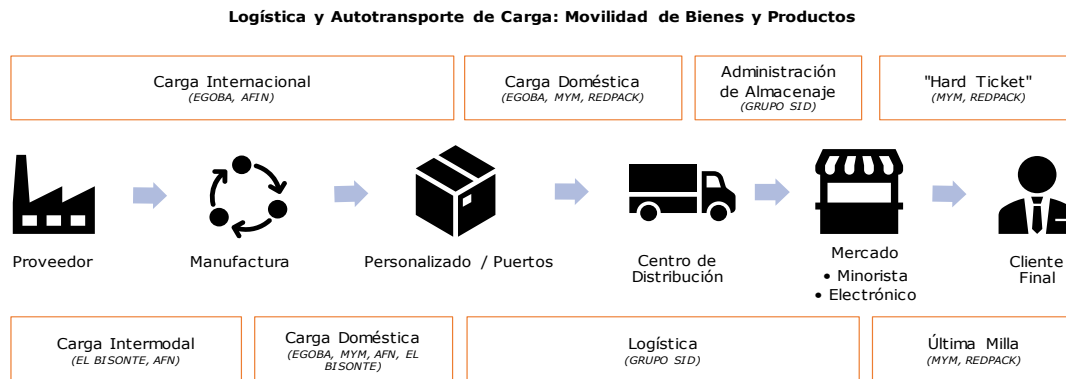 Logística y Autotransporte de Carga: Movilidad de Bienes y Productos
Carga Internacional
(EGOBA, AFIN)
Carga Doméstica
(EGOBA, MYM, REDPACK)
Administración
de Almacenaje
(GRUPO SID)
"Hard Ticket"
(MYM, REDPACK)
Proveedor
Manufactura
Personalizado / Puertos
Centro de
Distribución
Mercado
• Minorista
• Electrónico
Cliente
Final
Carga Intermodal
(EL BISONTE, AFN)
Carga Doméstica
(EGOBA, MYM, AFN, EL
BISONTE)
Logística
(GRUPO SID)
Última Milla
(MYM, REDPACK)